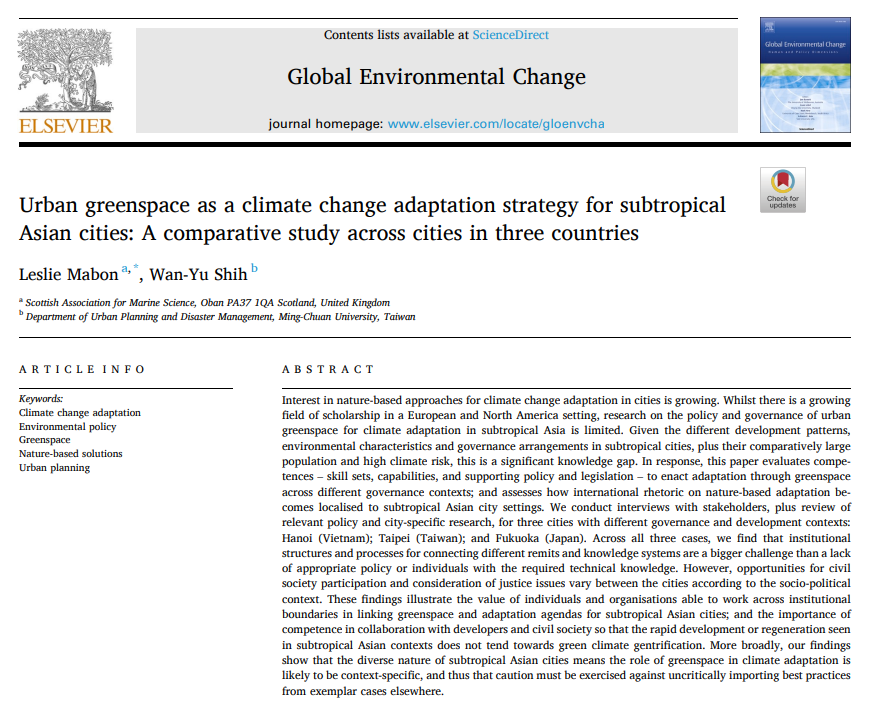 Contents lists available at ScienceDirect
Global Environmental Change
journal homepage: www.elsevier.com/locate/gloenvcha
ELSEVIER
Global Environmental Change
Check for
updates
Urban greenspace as a climate change adaptation strategy for subtropical
Asian cities: A comparative study across cities in three countries
Leslie Mabon a,*, Wan-Yu Shih b
a Scottish Association for Marine Science, Oban PA37 1QA Scotland, United Kingdom
b Department of Urban Planning and Disaster Management, Ming-Chuan University, Taiwan
ARTICLE INFO
Keywords:
Climate change adaptation
Environmental policy
Greenspace
Nature-based solutions
Urban planning
ABSTRACT
Interest in nature-based approaches for climate change adaptation in cities is growing. Whilst there is a growing
field of scholarship in a European and North America setting, research on the policy and governance of urban
greenspace for climate adaptation in subtropical Asia is limited. Given the different development patterns,
environmental characteristics and governance arrangements in subtropical cities, plus their comparatively large
population and high climate risk, this is a significant knowledge gap. In response, this paper evaluates compe-
tences – skill sets, capabilities, and supporting policy and legislation – to enact adaptation through greenspace
across different governance contexts; and assesses how international rhetoric on nature-based adaptation be-
comes localised to subtropical Asian city settings. We conduct interviews with stakeholders, plus review of
relevant policy and city-specific research, for three cities with different governance and development contexts:
Hanoi (Vietnam); Taipei (Taiwan); and Fukuoka (Japan). Across all three cases, we find that institutional
structures and processes for connecting different remits and knowledge systems are a bigger challenge than a lack
of appropriate policy or individuals with the required technical knowledge. However, opportunities for civil
society participation and consideration of justice issues vary between the cities according to the socio-political
context. These findings illustrate the value of individuals and organisations able to work across institutional
boundaries in linking greenspace and adaptation agendas for subtropical Asian cities; and the importance of
competence in collaboration with developers and civil society so that the rapid development or regeneration seen
in subtropical Asian contexts does not tend towards green climate gentrification. More broadly, our findings
show that the diverse nature of subtropical Asian cities means the role of greenspace in climate adaptation is
likely to be context-specific, and thus that caution must be exercised against uncritically importing best practices
from exemplar cases elsewhere.